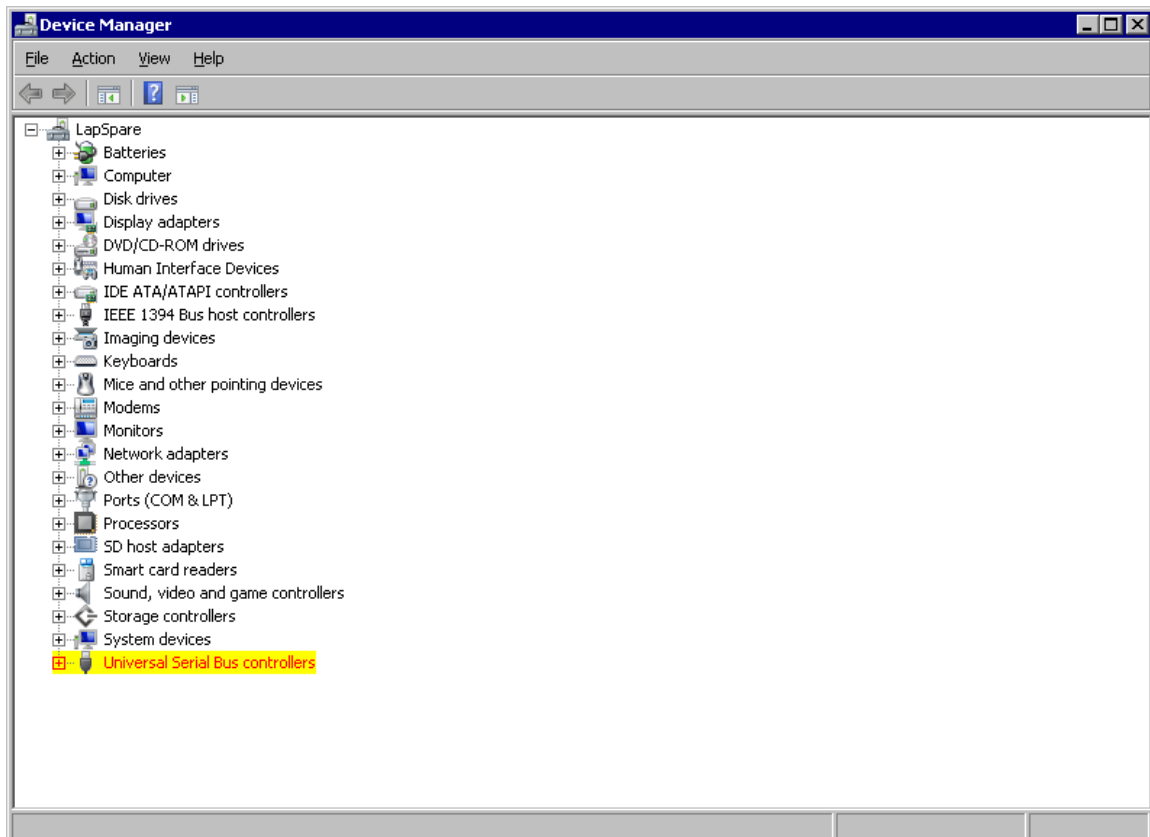 Device Manager
File Action View Help
LapSpare
Batteries
Computer
Disk drives
Display adapters
DVD/CD-ROM drives
Human Interface Devices
IDE ATA/ATAPI controllers
IEEE 1394 Bus host controllers
Imaging devices
Keyboards
Mice and other pointing devices
Modems
Monitors
Network adapters
Other devices
Ports (COM & LPT)
Processors
SD host adapters
Smart card readers
Sound, video and game controllers
Storage controllers
System devices
Universal Serial Bus controllers